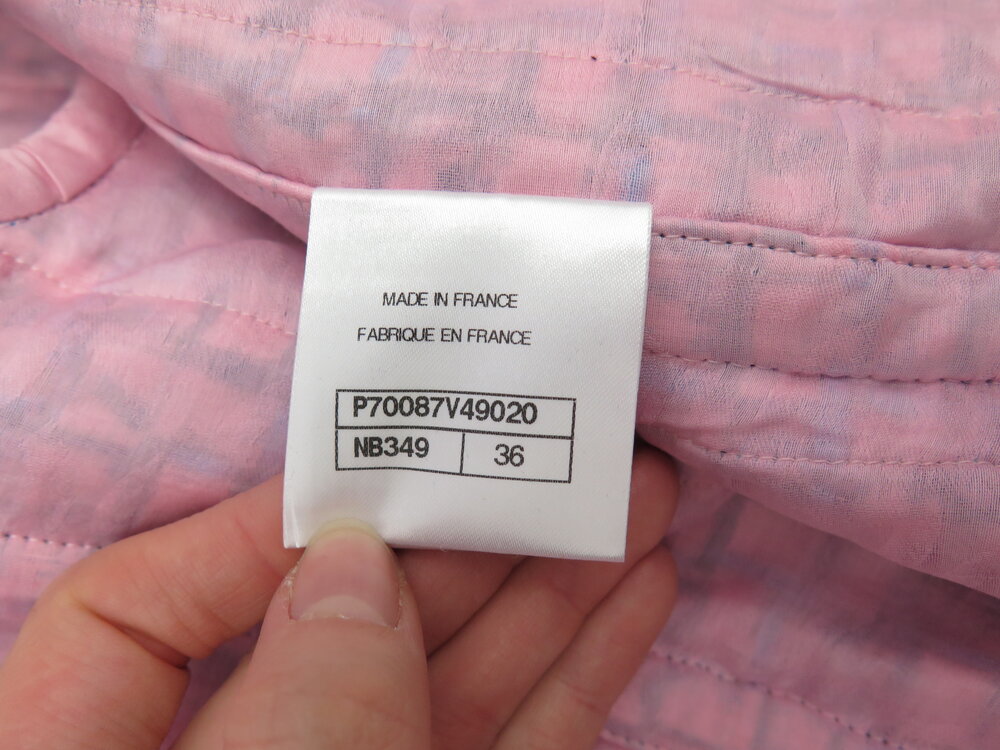 MADE IN FRANCE
FABRIQUE EN FRANCE
P70087V49020
NB349 36